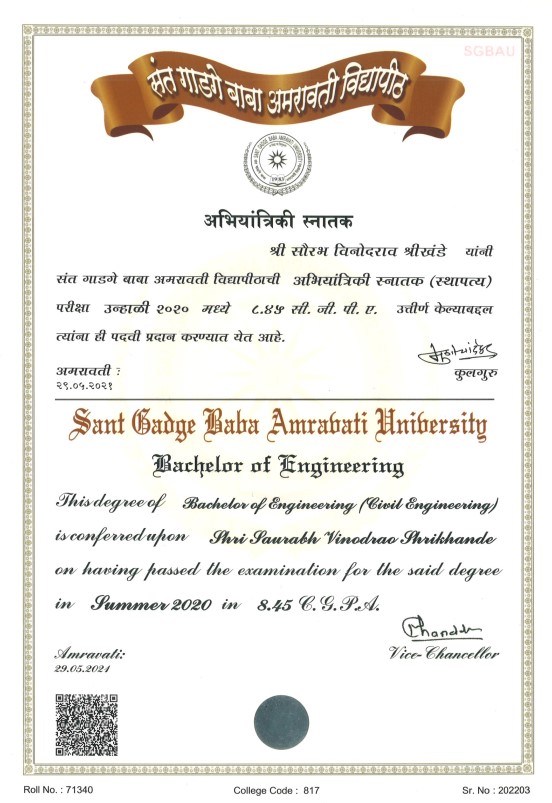 SGBAU
संत गाडगे बाबा अमरावती विद्यापीठ
अभियांत्रिकी स्नातक
श्री सौरभ विनोदराव श्रीखंडे यांनी
संत गाडगे बाबा अमरावती विद्यापीठाची अभियांत्रिकी स्नातक (स्थापत्य)
परीक्षा उन्हाळी २०२० मध्ये ८.४५ सी. जी. पी. ए. उत्तीर्ण केल्याबद्दल
त्यांना ही पदवी प्रदान करण्यात येत आहे.
अमरावती :
कुलगुरु
२९.०५.२०२१
Sant Gadge Baba Amravati University
Bachelor of Engineering
This degree of Bachelor of Engineering (Civil Engineering)
is conferred upon Shri Saurabh Vinodrao Shrikhande
on having passed the examination for the said degree
in Summer 2020 in 8.45 C.G.P.A.
Amravati:
Vice-Chancellor
29.05.2021
Roll No. : 71340 College Code : 817 Sr. No : 202203